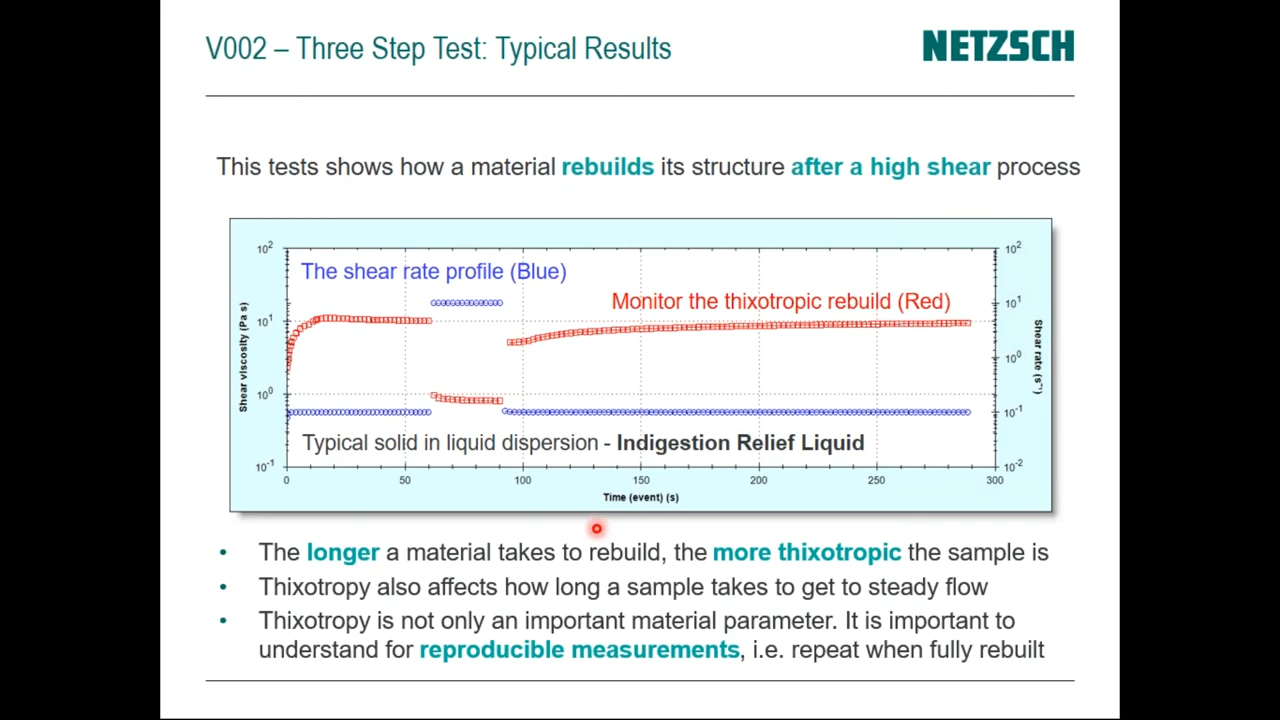 V002 – Three Step Test: Typical Results
NETZSCH
This tests shows how a material rebuilds its structure after a high shear process
The shear rate profile (Blue)
Monitor the thixotropic rebuild (Red)
Typical solid in liquid dispersion - Indigestion Relief Liquid
Shear viscosity (Pa s)
10² 10¹ 10⁰ 10⁻¹
Shear rate (s⁻¹)
10² 10¹ 10⁰ 10⁻¹ 10⁻²
0 50 100 150 200 250 300
Time (event) (s)
• The longer a material takes to rebuild, the more thixotropic the sample is
• Thixotropy also affects how long a sample takes to get to steady flow
• Thixotropy is not only an important material parameter. It is important to
understand for reproducible measurements, i.e. repeat when fully rebuilt